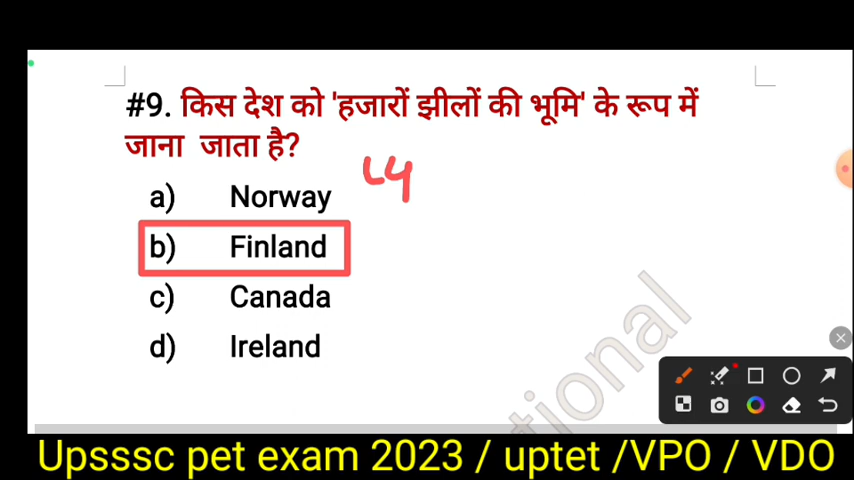 #9. किस देश को 'हजारों झीलों की भूमि' के रूप में
जाना जाता है?
a) Norway
b) Finland
c) Canada
d) Ireland
Upsssc pet exam 2023 / uptet /VPO / VDO